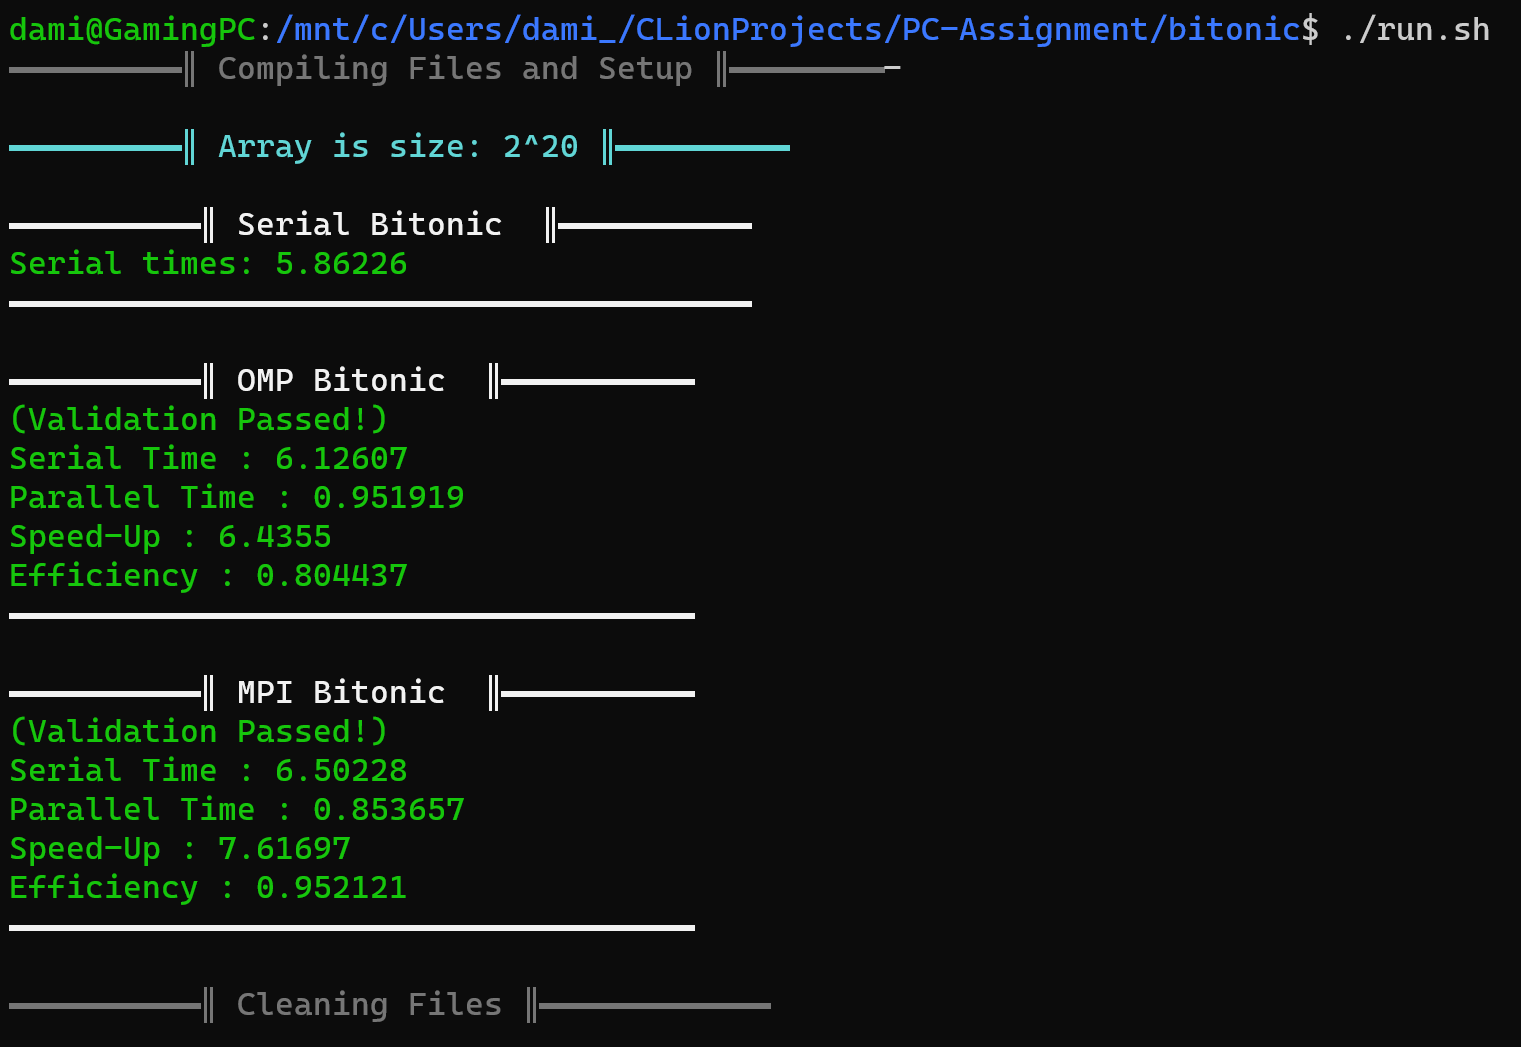 dami@GamingPC:/mnt/c/Users/dami_/CLionProjects/PC-Assignment/bitonic$ ./run.sh
═════════║ Compiling Files and Setup ║════════-
═════════║ Array is size: 2^20 ║═════════
══════════║ Serial Bitonic  ║══════════
Serial times: 5.86226
═══════════════════════════════════════
══════════║ OMP Bitonic  ║══════════
(Validation Passed!)
Serial Time : 6.12607
Parallel Time : 0.951919
Speed-Up : 6.4355
Efficiency : 0.804437
════════════════════════════════════
══════════║ MPI Bitonic  ║══════════
(Validation Passed!)
Serial Time : 6.50228
Parallel Time : 0.853657
Speed-Up : 7.61697
Efficiency : 0.952121
════════════════════════════════════
══════════║ Cleaning Files ║════════════